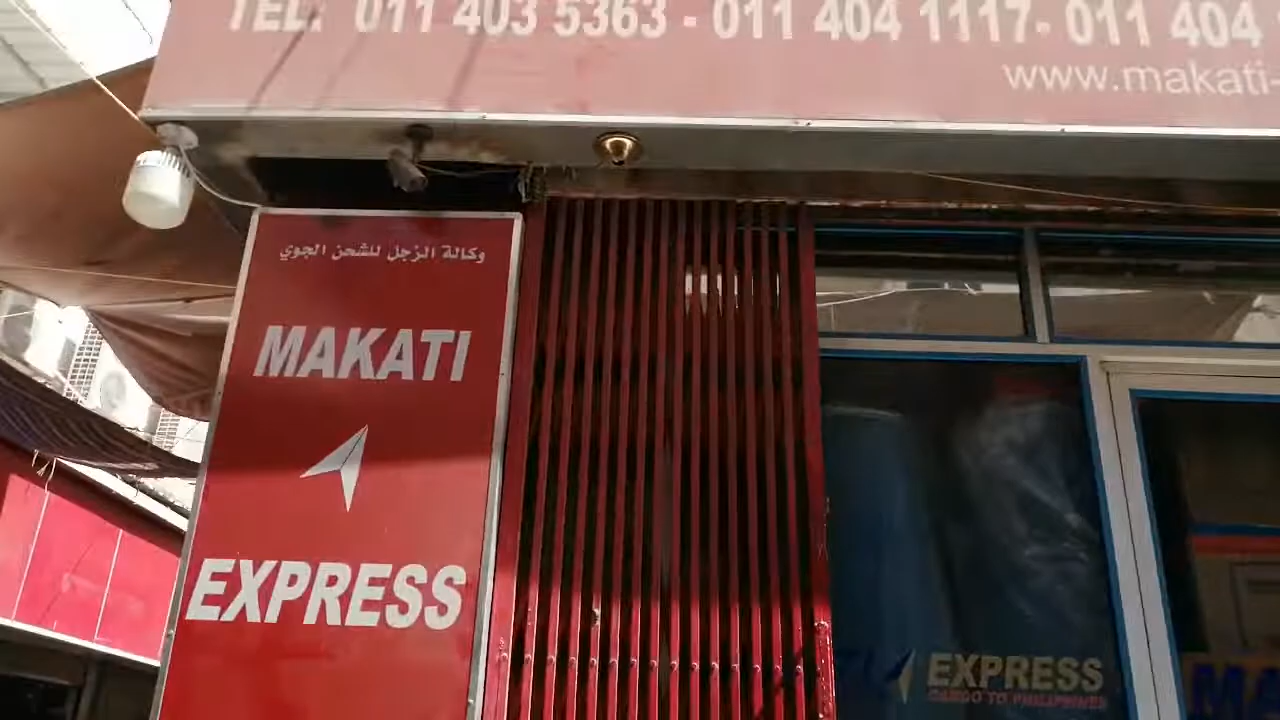 TEL: 011 403 5363 - 011 404 1117- 011 404
www.makati-
وكالة الزجل للشحن الجوي
MAKATI
EXPRESS
EXPRESS
CARGO TO PHILIPPINES
MA